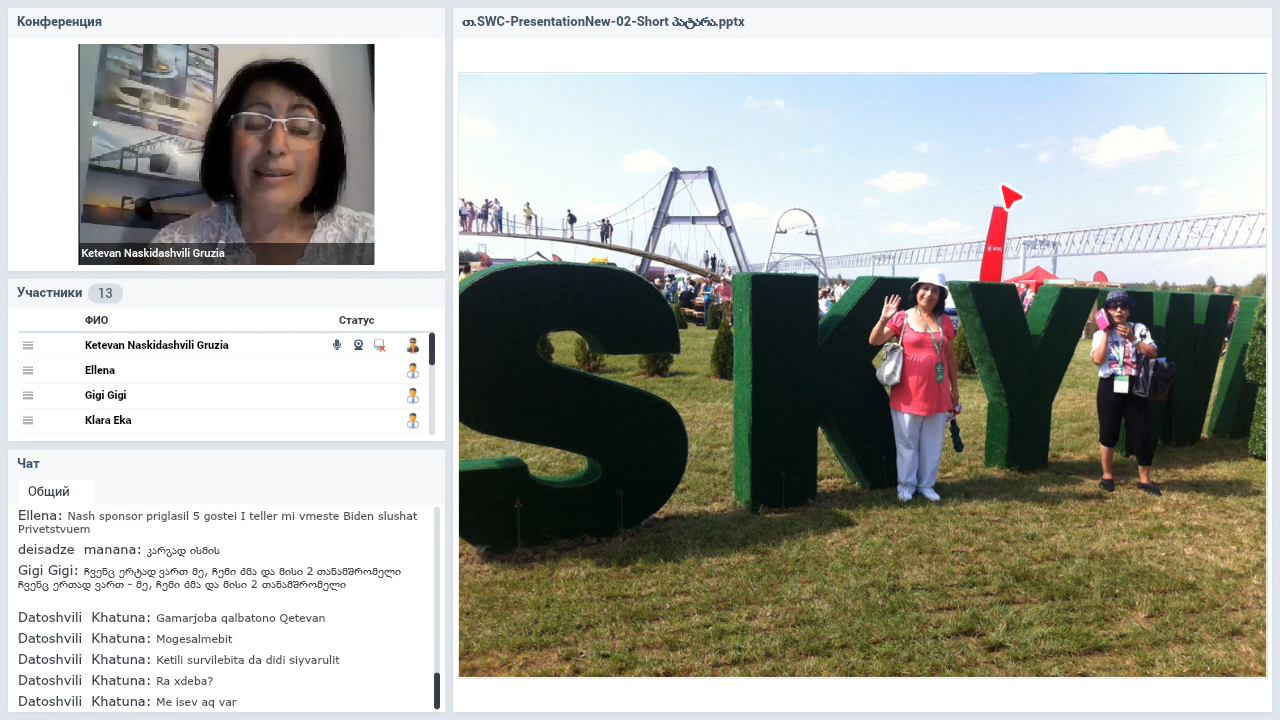 Конференция
Ketevan Naskidashvili Gruzia
Участники 13
ФИО Статус
Ketevan Naskidashvili Gruzia
Ellena
Gigi Gigi
Klara Eka
Чат
Общий
Ellena: Nash sponsor priglasil 5 gostei I teller mi vmeste Biden slushat
Privetstvuem
deisadze manana: კარგად ისმის
Gigi Gigi: ჩვენც ერტად ვართ მე, ჩემი ძმა და მისი 2 თანამშრომელი
ჩვენც ერთად ვართ - მე, ჩემი ძმა და მისი 2 თანამშრომელი
Datoshvili Khatuna: Gamarjoba qalbatono Qetevan
Datoshvili Khatuna: Mogesalmebit
Datoshvili Khatuna: Ketili survilebita da didi siyvarulit
Datoshvili Khatuna: Ra xdeba?
Datoshvili Khatuna: Me isev aq var
თ.SWC-PresentationNew-02-Short პატარა.pptx
SKYW